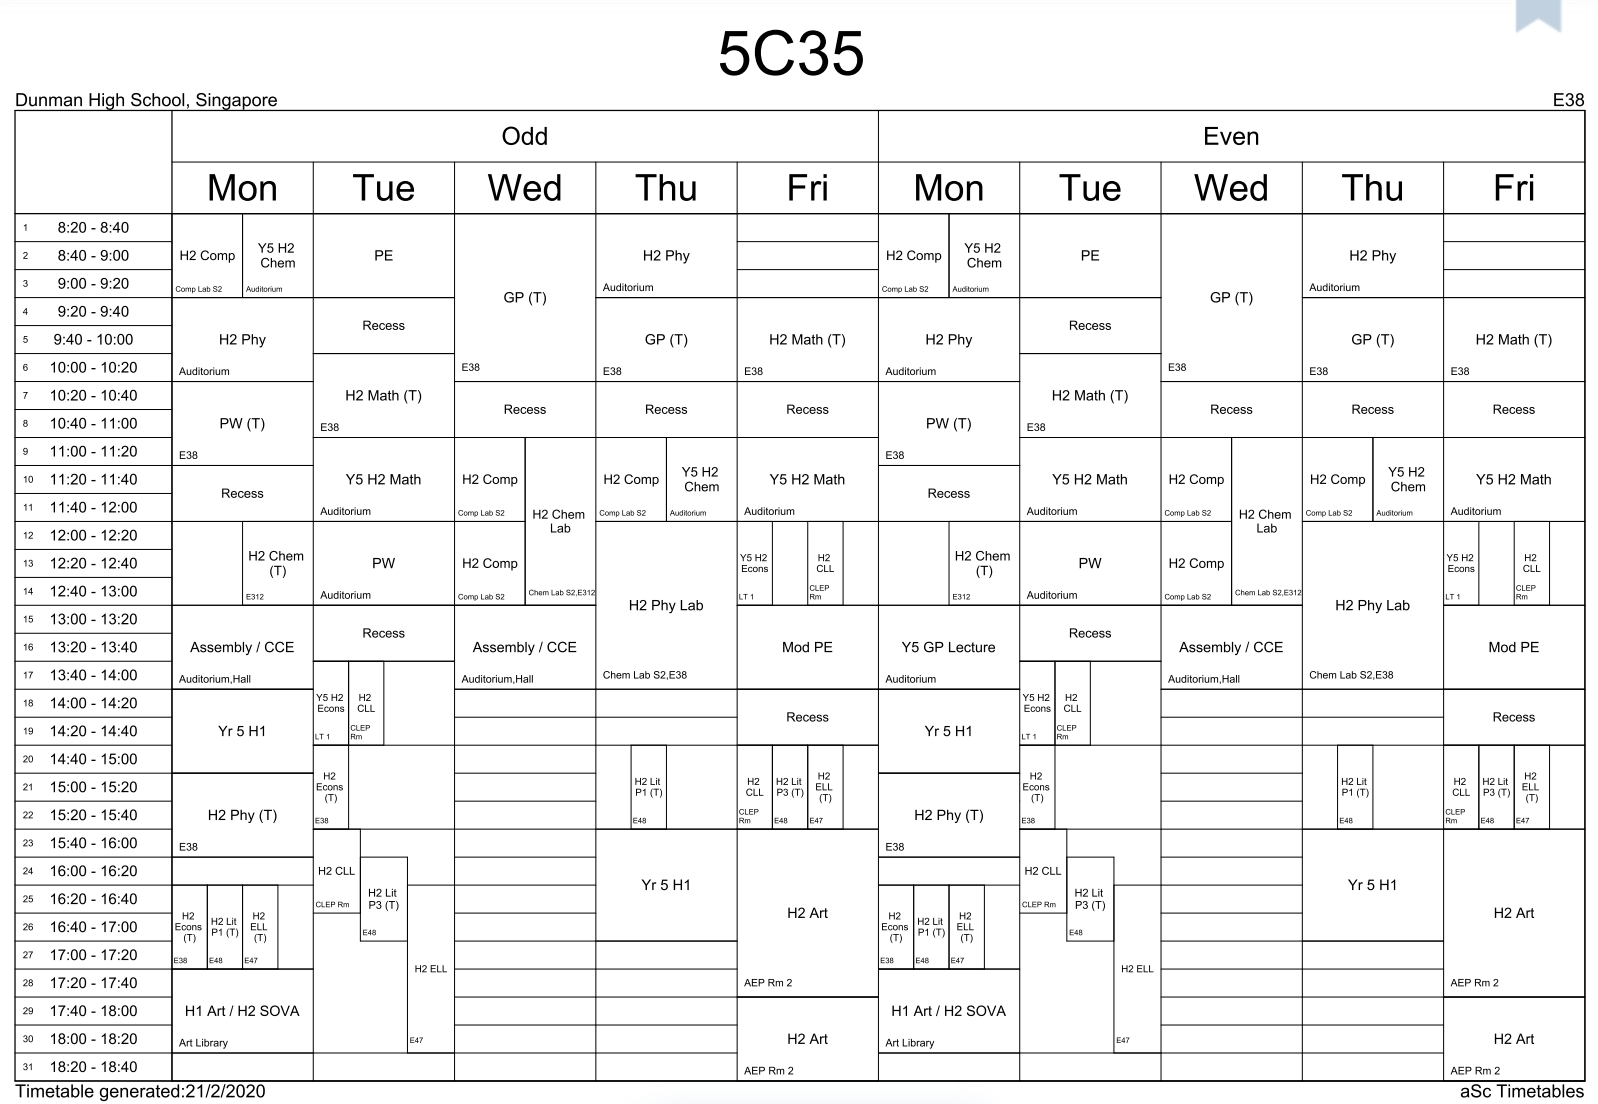 5C35
Dunman High School, Singapore E38
Odd Even
Mon Tue Wed Thu Fri Mon Tue Wed Thu Fri
1 8:20 - 8:40
2 8:40 - 9:00
3 9:00 - 9:20
4 9:20 - 9:40
5 9:40 - 10:00
6 10:00 - 10:20
7 10:20 - 10:40
8 10:40 - 11:00
9 11:00 - 11:20
10 11:20 - 11:40
11 11:40 - 12:00
12 12:00 - 12:20
13 12:20 - 12:40
14 12:40 - 13:00
15 13:00 - 13:20
16 13:20 - 13:40
17 13:40 - 14:00
18 14:00 - 14:20
19 14:20 - 14:40
20 14:40 - 15:00
21 15:00 - 15:20
22 15:20 - 15:40
23 15:40 - 16:00
24 16:00 - 16:20
25 16:20 - 16:40
26 16:40 - 17:00
27 17:00 - 17:20
28 17:20 - 17:40
29 17:40 - 18:00
30 18:00 - 18:20
31 18:20 - 18:40
H2 Comp
Comp Lab S2
Y5 H2
Chem
Auditorium
H2 Phy
Auditorium
PW (T)
E38
Recess
H2 Chem
(T)
E312
Assembly / CCE
Auditorium,Hall
Yr 5 H1
H2 Phy (T)
E38
H2
Econs
(T)
E38
H2 Lit
P1 (T)
E48
H2
ELL
(T)
E47
H1 Art / H2 SOVA
Art Library
PE
Recess
H2 Math (T)
E38
Y5 H2 Math
Auditorium
PW
Auditorium
Recess
Y5 H2
Econs
LT 1
H2
CLL
CLEP
Rm
H2
Econs
(T)
E38
H2 CLL
CLEP Rm
H2 Lit
P3 (T)
E48
H2 ELL
E47
GP (T)
E38
Recess
H2 Comp
Comp Lab S2
H2 Chem
Lab
Chem Lab S2,E312
H2 Comp
Comp Lab S2
Assembly / CCE
Auditorium,Hall
H2 Phy
Auditorium
GP (T)
E38
Recess
H2 Comp
Comp Lab S2
Y5 H2
Chem
Auditorium
H2 Phy Lab
Chem Lab S2,E38
H2 Lit
P1 (T)
E48
Yr 5 H1
H2 Math (T)
E38
Recess
Y5 H2 Math
Auditorium
Y5 H2
Econs
LT 1
H2
CLL
CLEP
Rm
Mod PE
Recess
H2
CLL
CLEP
Rm
H2 Lit
P3 (T)
E48
H2
ELL
(T)
E47
H2 Art
AEP Rm 2
H2 Art
AEP Rm 2
H2 Comp
Comp Lab S2
Y5 H2
Chem
Auditorium
H2 Phy
Auditorium
PW (T)
E38
Recess
H2 Chem
(T)
E312
Y5 GP Lecture
Auditorium
Yr 5 H1
H2 Phy (T)
E38
H2
Econs
(T)
E38
H2 Lit
P1 (T)
E48
H2
ELL
(T)
E47
H1 Art / H2 SOVA
Art Library
PE
Recess
H2 Math (T)
E38
Y5 H2 Math
Auditorium
PW
Auditorium
Recess
Y5 H2
Econs
LT 1
H2
CLL
CLEP
Rm
H2
Econs
(T)
E38
H2 CLL
CLEP Rm
H2 Lit
P3 (T)
E48
H2 ELL
E47
GP (T)
E38
Recess
H2 Comp
Comp Lab S2
H2 Chem
Lab
Chem Lab S2,E312
H2 Comp
Comp Lab S2
Assembly / CCE
Auditorium,Hall
H2 Phy
Auditorium
GP (T)
E38
Recess
H2 Comp
Comp Lab S2
Y5 H2
Chem
Auditorium
H2 Phy Lab
Chem Lab S2,E38
H2 Lit
P1 (T)
E48
Yr 5 H1
H2 Math (T)
E38
Recess
Y5 H2 Math
Auditorium
Y5 H2
Econs
LT 1
H2
CLL
CLEP
Rm
Mod PE
Recess
H2
CLL
CLEP
Rm
H2 Lit
P3 (T)
E48
H2
ELL
(T)
E47
H2 Art
AEP Rm 2
H2 Art
AEP Rm 2
Timetable generated:21/2/2020 aSc Timetables